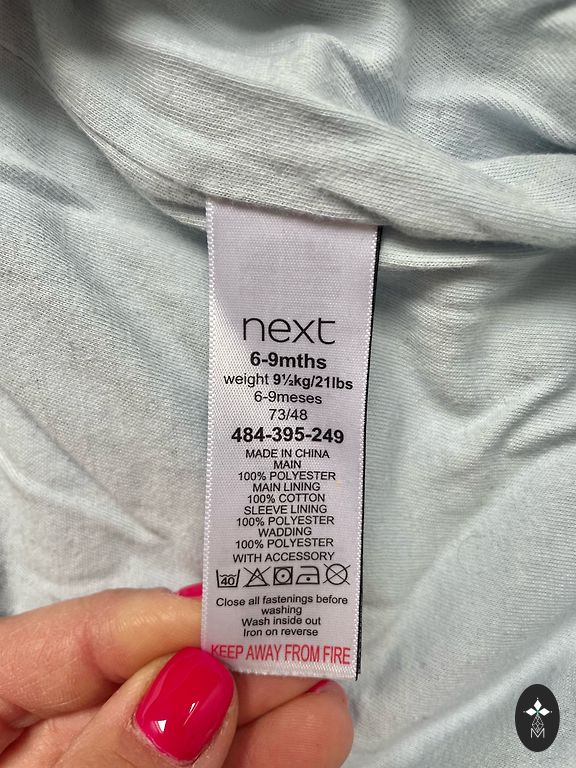 next
6-9mths
weight 9½kg/21lbs
6-9meses
73/48
484-395-249
MADE IN CHINA
MAIN
100% POLYESTER
MAIN LINING
100% COTTON
SLEEVE LINING
100% POLYESTER
WADDING
100% POLYESTER
WITH ACCESSORY
40
Close all fastenings before
washing
Wash inside out
Iron on reverse
KEEP AWAY FROM FIRE
M